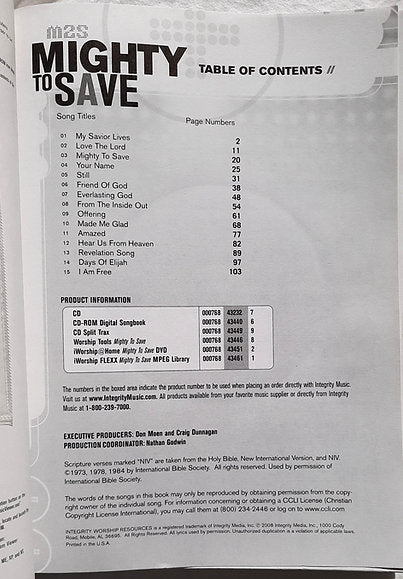 m2s
MIGHTY
TO SAVE
TABLE OF CONTENTS //
Song Titles Page Numbers
01 My Savior Lives 2
02 Love The Lord 11
03 Mighty To Save 20
04 Your Name 25
05 Still 31
06 Friend Of God 38
07 Everlasting God 48
08 From The Inside Out 54
09 Offering 61
10 Made Me Glad 68
11 Amazed 77
12 Hear Us From Heaven 82
13 Revelation Song 89
14 Days Of Elijah 97
15 I Am Free 103
PRODUCT INFORMATION
CD 000768 43232 7
CD-ROM Digital Songbook 000768 43440 6
CD Split Trax 000768 43449 9
Worship Tools Mighty To Save 000768 43446 8
iWorship@Home Mighty To Save DVD 000768 43451 2
iWorship FLEXX Mighty To Save MPEG Library 000768 43461 1
The numbers in the boxed area indicate the product number to be used when placing an order directly with Integrity Music.
Visit us at www.IntegrityMusic.com. All products available from your favorite music supplier or directly from Integrity
Music at 1-800-239-7000.
EXECUTIVE PRODUCERS: Don Moen and Craig Dunnagan
PRODUCTION COORDINATOR: Nathan Godwin
Scripture verses marked "NIV" are taken from the Holy Bible, New International Version, and NIV.
©1973, 1978, 1984 by International Bible Society. All rights reserved. Used by permission of
International Bible Society.
The words of the songs in this book may only be reproduced by obtaining permission from the copy-
right owner of the individual song. For information concerning or obtaining a CCLI License (Christian
Copyright License International), you may call them at (800) 234-2446 or log on to www.ccli.com
INTEGRITY WORSHIP RESOURCES is a registered trademark of Integrity Media, Inc. © 2008 Integrity Media, Inc., 1000 Cody
Road, Mobile, AL 36695. All Rights Reserved. All lyrics used by permission. Unauthorized duplication is a violation of applicable laws.
Printed in the U.S.A.